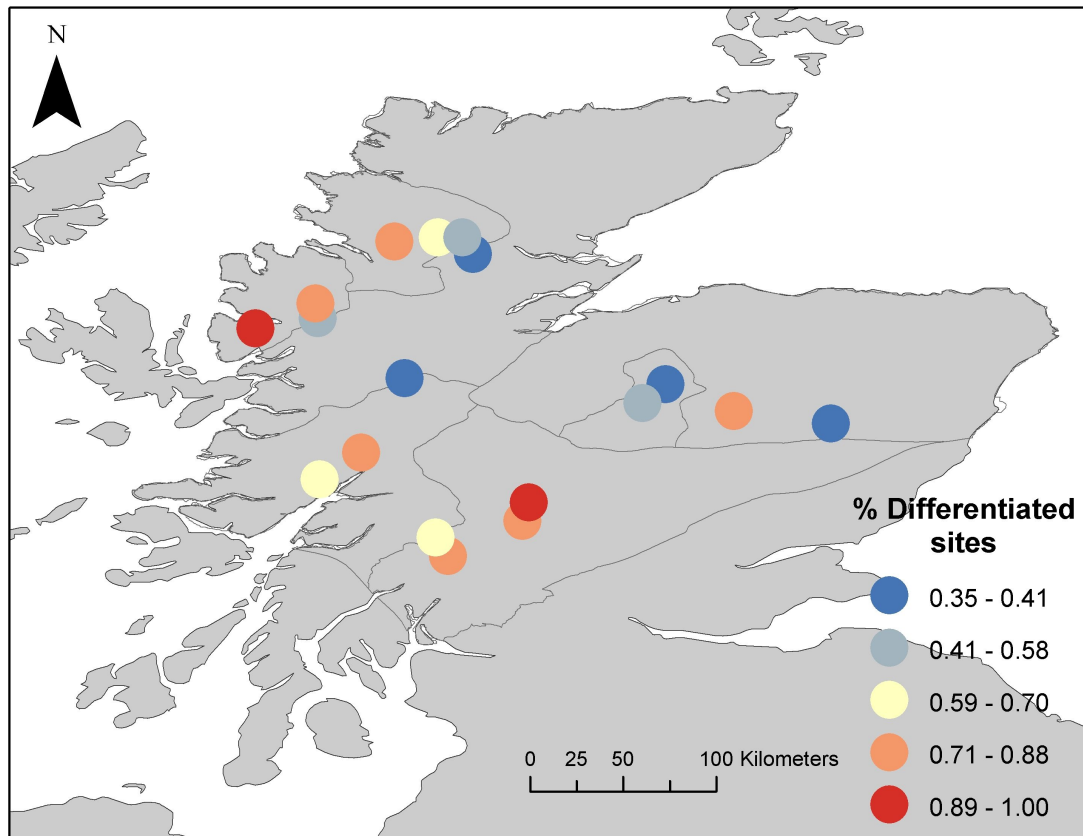 N
% Differentiated
sites
0.35 - 0.41
0.41 - 0.58
0.59 - 0.70
0.71 - 0.88
0.89 - 1.00
0 25 50 100 Kilometers